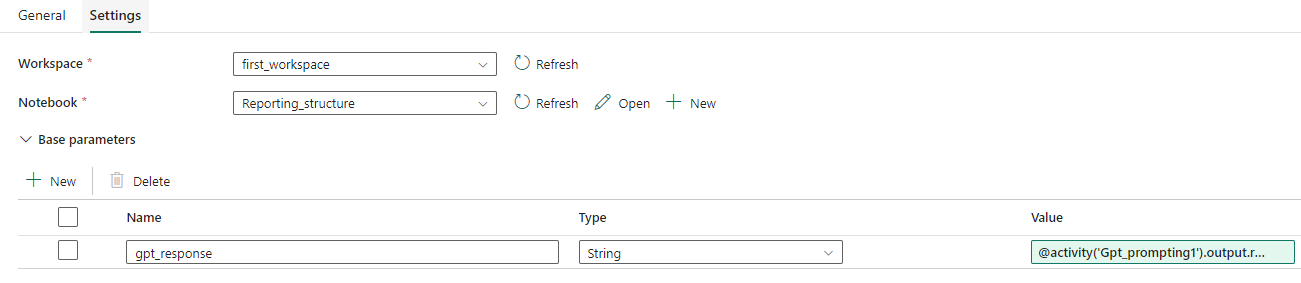 General Settings
Workspace * first_workspace Refresh
Notebook * Reporting_structure Refresh Open New
Base parameters
New Delete
Name Type Value
gpt_response String @activity('Gpt_prompting1').output.r...